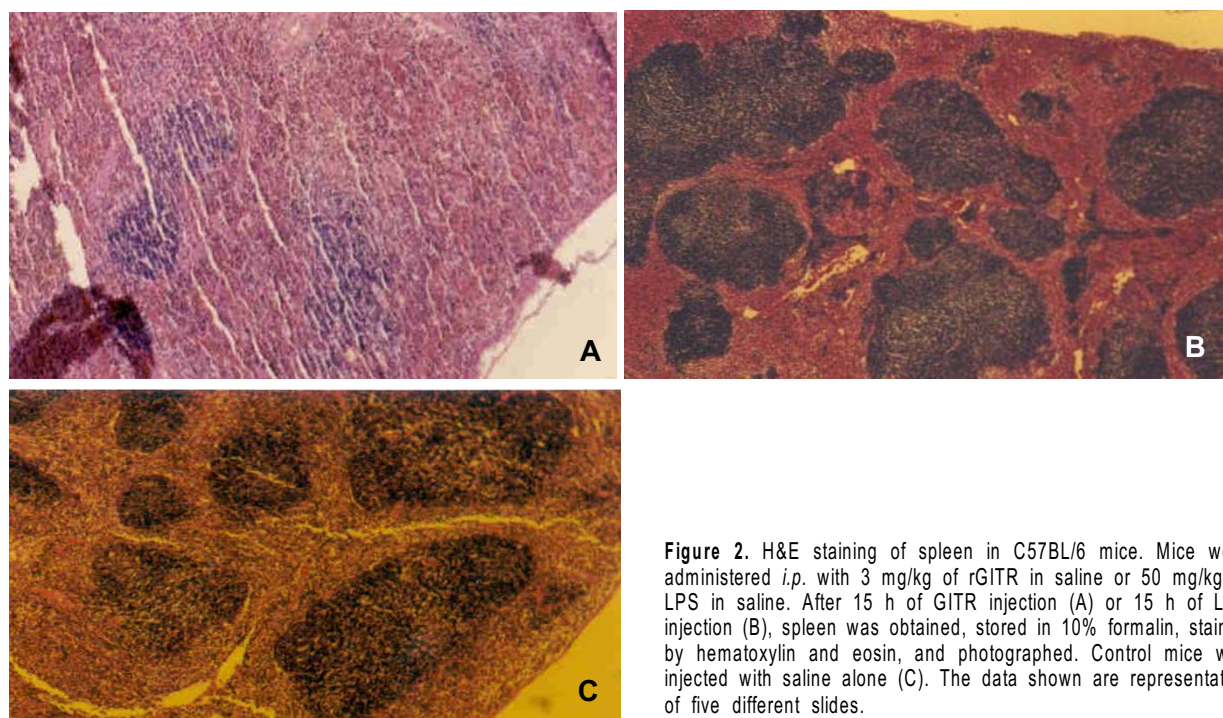 A
B
C
Figure 2. H&E staining of spleen in C57BL/6 mice. Mice we
administered i.p. with 3 mg/kg of rGITR in saline or 50 mg/kg
LPS in saline. After 15 h of GITR injection (A) or 15 h of L
injection (B), spleen was obtained, stored in 10% formalin, stain
by hematoxylin and eosin, and photographed. Control mice w
injected with saline alone (C). The data shown are representat
of five different slides.